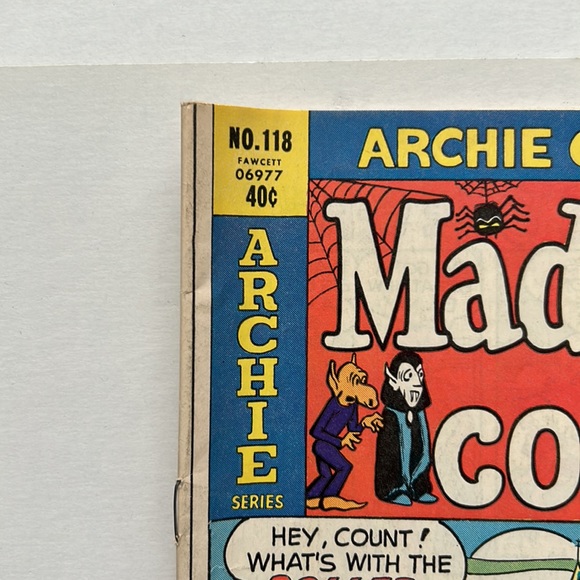 NO.118
FAWCETT
06977
40¢
ARCHIE
SERIES
ARCHIE
Mad
CO
HEY, COUNT!
WHAT'S WITH THE